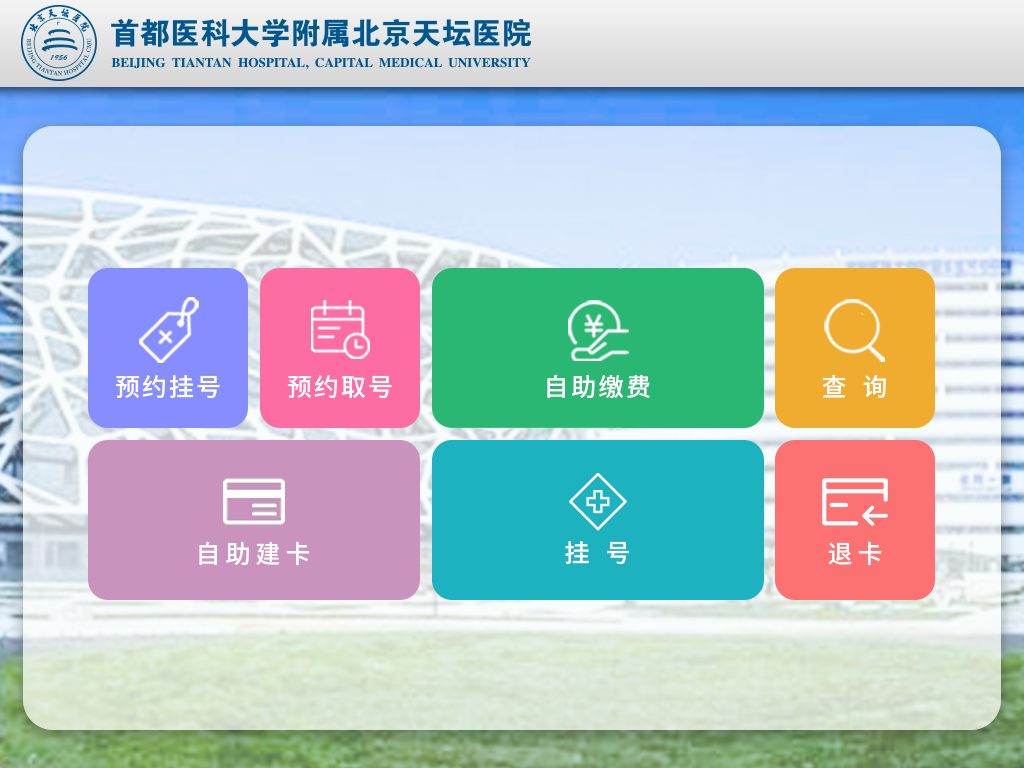 北京天坛医院
1956
BEIJING TIANTAN HOSPITAL CMU
首都医科大学附属北京天坛医院
BEIJING TIANTAN HOSPITAL, CAPITAL MEDICAL UNIVERSITY
预约挂号
预约取号
自助缴费
查 询
自助建卡
挂 号
退卡